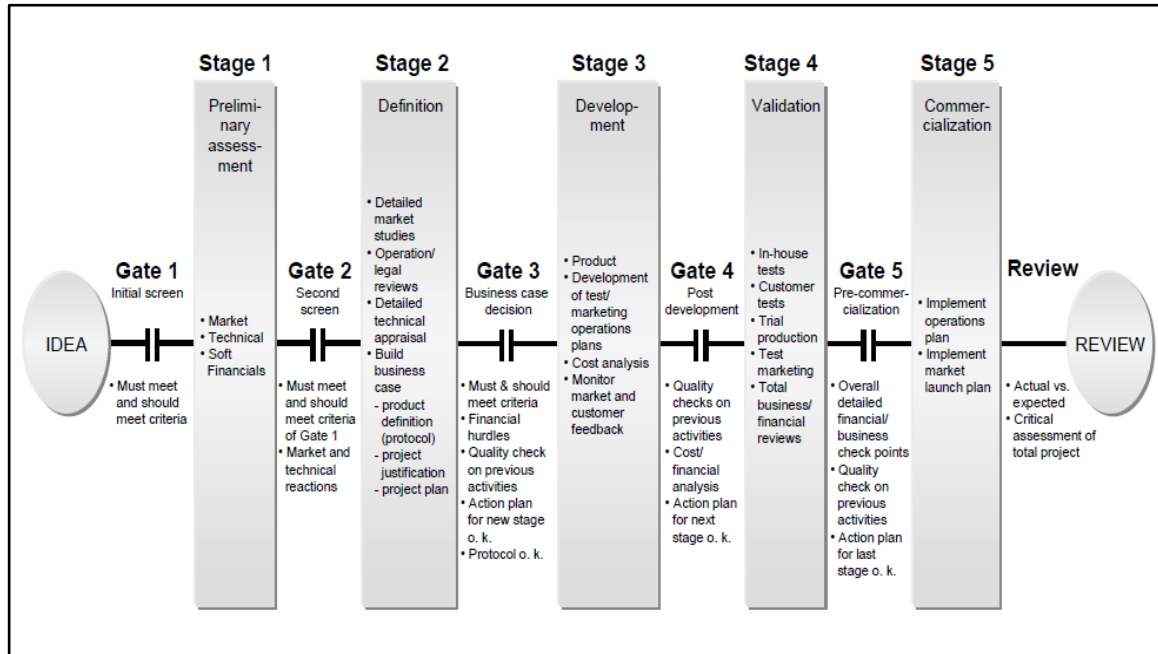 Stage 1
Prelimi-
nary
assess-
ment
• Market
• Technical
• Soft
Financials
Stage 2
Definition
• Detailed
market
studies
• Operation/
legal
reviews
• Detailed
technical
appraisal
• Build
business
case
- product
definition
(protocol)
- project
justification
- project plan
Stage 3
Develop-
ment
• Product
• Development
of test/
marketing
operations
plans
• Cost analysis
• Monitor
market and
customer
feedback
Stage 4
Validation
• In-house
tests
• Customer
tests
• Trial
production
• Test
marketing
• Total
business/
financial
reviews
Stage 5
Commer-
cialization
• Implement
operations
plan
• Implement
market
launch plan
IDEA
Gate 1
Initial screen
• Must meet
and should
meet criteria
Gate 2
Second
screen
• Must meet
and should
meet criteria
of Gate 1
• Market and
technical
reactions
Gate 3
Business case
decision
• Must & should
meet criteria
• Financial
hurdles
• Quality check
on previous
activities
• Action plan
for new stage
o. k.
• Protocol o. k.
Gate 4
Post
development
• Quality
checks on
previous
activities
• Cost/
financial
analysis
• Action plan
for next
stage o. k.
Gate 5
Pre-commer-
cialization
• Overall
detailed
financial/
business
check points
• Quality
check on
previous
activities
• Action plan
for last
stage o. k.
Review
• Actual vs.
expected
• Critical
assessment of
total project
REVIEW